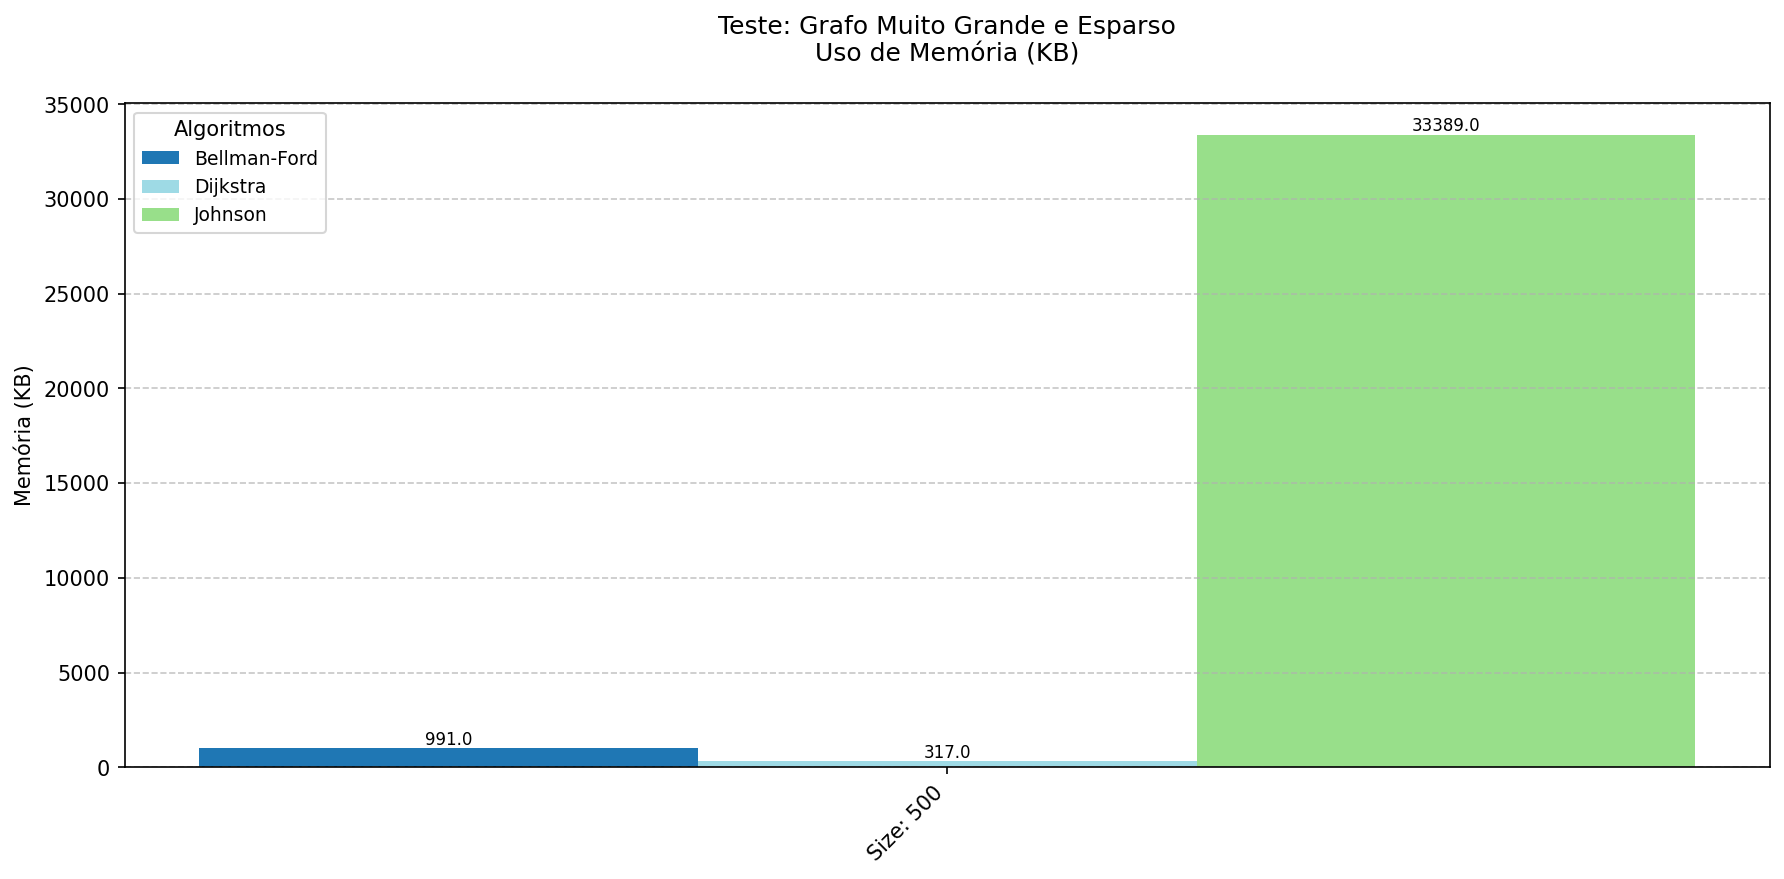 Teste: Grafo Muito Grande e Esparso
Uso de Memória (KB)
35000
30000
25000
20000
15000
10000
5000
0
Memória (KB)
Algoritmos
Bellman-Ford
Dijkstra
Johnson
991.0
317.0
33389.0
Size: 500